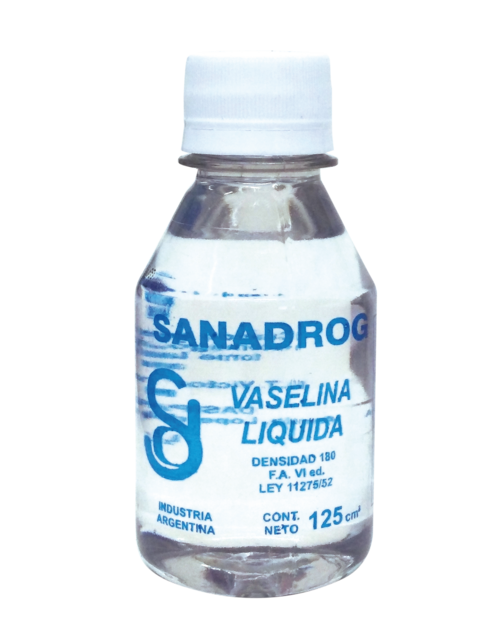 SANADROG
VASELINA
LIQUIDA
DENSIDAD 180
F.A. VI ed.
LEY 11275/52
INDUSTRIA
ARGENTINA
CONT.
NETO 125 cm³